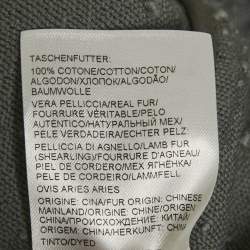 TASCHENFUTTER:
100% COTONE/COTTON/COTON/
ALGODÓN/ХЛОПОК/ALGODÃO/
BAUMWOLLE
VERA PELLICCIA/REAL FUR/
FOURRURE VÉRITABLE/PELO
AUTÉNTICO/НАТУРАЛЬНЫЙ МЕХ/
PELE VERDADEIRA/ECHTER PELZ:
PELLICCIA DI AGNELLO/LAMB FUR
(SHEARLING)/FOURRURE D'AGNEAU/
PIEL DE CORDERO/МЕХ ЯГНЕНКА/
PELE DE CORDEIRO/LAMMFELL
OVIS ARIES ARIES
ORIGINE: CINA/FUR ORIGIN: CHINESE
MAINLAND/ORIGINE: CHINE/ORIGEN:
CHINA/ПРОИСХОЖДЕНИЕ: КИТАЙ
ORIGEM: CHINA/HERKUNFT: CHINA
TINTO/DYED